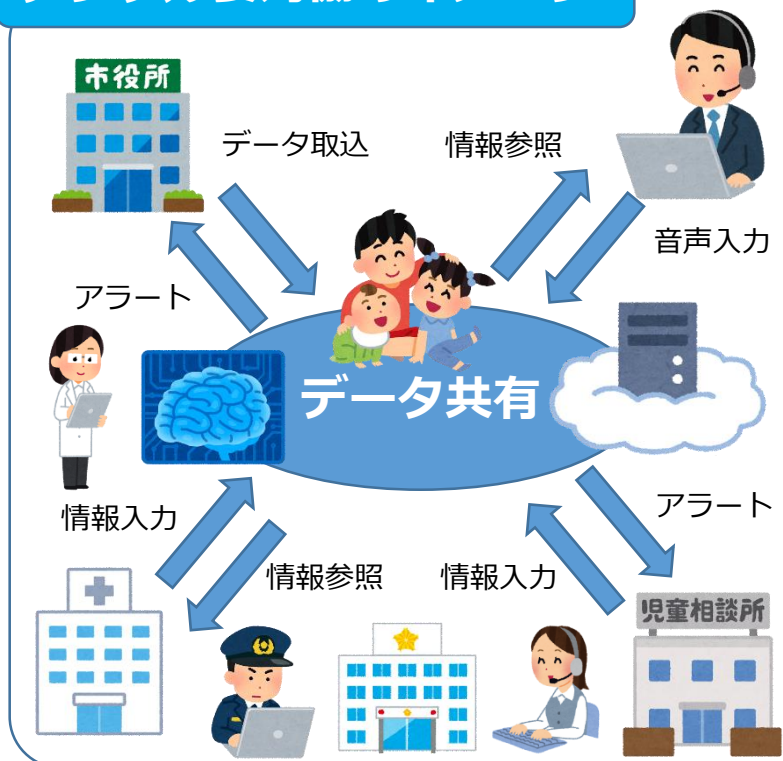 市役所
データ取込
情報参照
音声入力
アラート
データ共有
情報入力
アラート
情報参照
情報入力
児童相談所